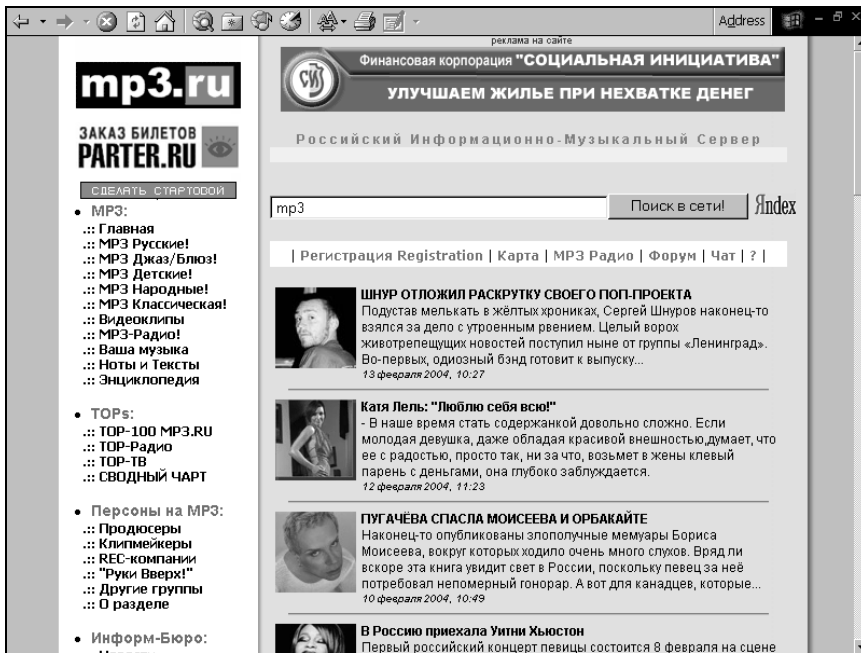 Address
реклама на сайте
mp3.ru
СИ
Финансовая корпорация "СОЦИАЛЬНАЯ ИНИЦИАТИВА"
УЛУЧШАЕМ ЖИЛЬЕ ПРИ НЕХВАТКЕ ДЕНЕГ
ЗАКАЗ БИЛЕТОВ
PARTER.RU
Российский Информационно-Музыкальный Сервер
СДЕЛАТЬ СТАРТОВОЙ
mp3
Поиск в сети!
Яndex
| Регистрация Registration | Карта | МР3 Радио | Форум | Чат | ? |
• МР3:
.:: Главная
.:: МР3 Русские!
.:: МР3 Джаз/Блюз!
.:: МР3 Детские!
.:: МР3 Народные!
.:: МР3 Классическая!
.:: Видеоклипы
.:: МР3-Радио!
.:: Ваша музыка
.:: Ноты и Тексты
.:: Энциклопедия
• TOPs:
.:: TOP-100 MP3.RU
.:: TOP-Радио
.:: TOP-ТВ
.:: СВОДНЫЙ ЧАРТ
• Персоны на МР3:
.:: Продюсеры
.:: Клипмейкеры
.:: REC-компании
.:: "Руки Вверх!"
.:: Другие группы
.:: О разделе
• Информ-Бюро:
ШНУР ОТЛОЖИЛ РАСКРУТКУ СВОЕГО ПОП-ПРОЕКТА
Подустав мелькать в жёлтых хрониках, Сергей Шнуров наконец-то
взялся за дело с утроенным рвением. Целый ворох
животрепещущих новостей поступил ныне от группы «Ленинград».
Во-первых, одиозный бэнд готовит к выпуску...
13 февраля 2004, 10:27
Катя Лель: "Люблю себя всю!"
- В наше время стать содержанкой довольно сложно. Если
молодая девушка, даже обладая красивой внешностью,думает, что
ее с радостью, просто так, ни за что, возьмет в жены клевый
парень с деньгами, она глубоко заблуждается.
12 февраля 2004, 11:23
ПУГАЧЁВА СПАСЛА МОИСЕЕВА И ОРБАКАЙТЕ
Наконец-то опубликованы злополучные мемуары Бориса
Моисеева, вокруг которых ходило очень много слухов. Вряд ли
вскоре эта книга увидит свет в России, поскольку певец за неё
потребовал непомерный гонорар. А вот для канадцев, которые...
10 февраля 2004, 10:49
В Россию приехала Уитни Хьюстон
Первый российский концерт певицы состоится 8 февраля на сцене